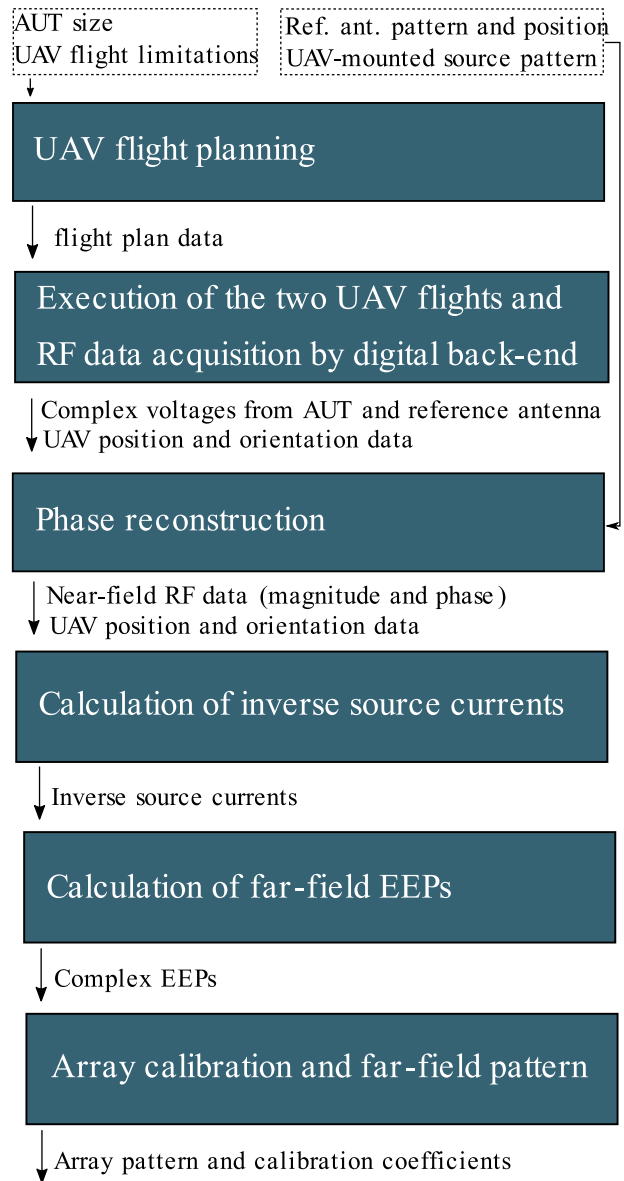 AUT size
UAV flight limitations
Ref. ant. pattern and position
UAV-mounted source pattern
UAV flight planning
flight plan data
Execution of the two UAV flights and
RF data acquisition by digital back-end
Complex voltages from AUT and reference antenna
UAV position and orientation data
Phase reconstruction
Near-field RF data (magnitude and phase)
UAV position and orientation data
Calculation of inverse source currents
Inverse source currents
Calculation of far-field EEPs
Complex EEPs
Array calibration and far-field pattern
Array pattern and calibration coefficients